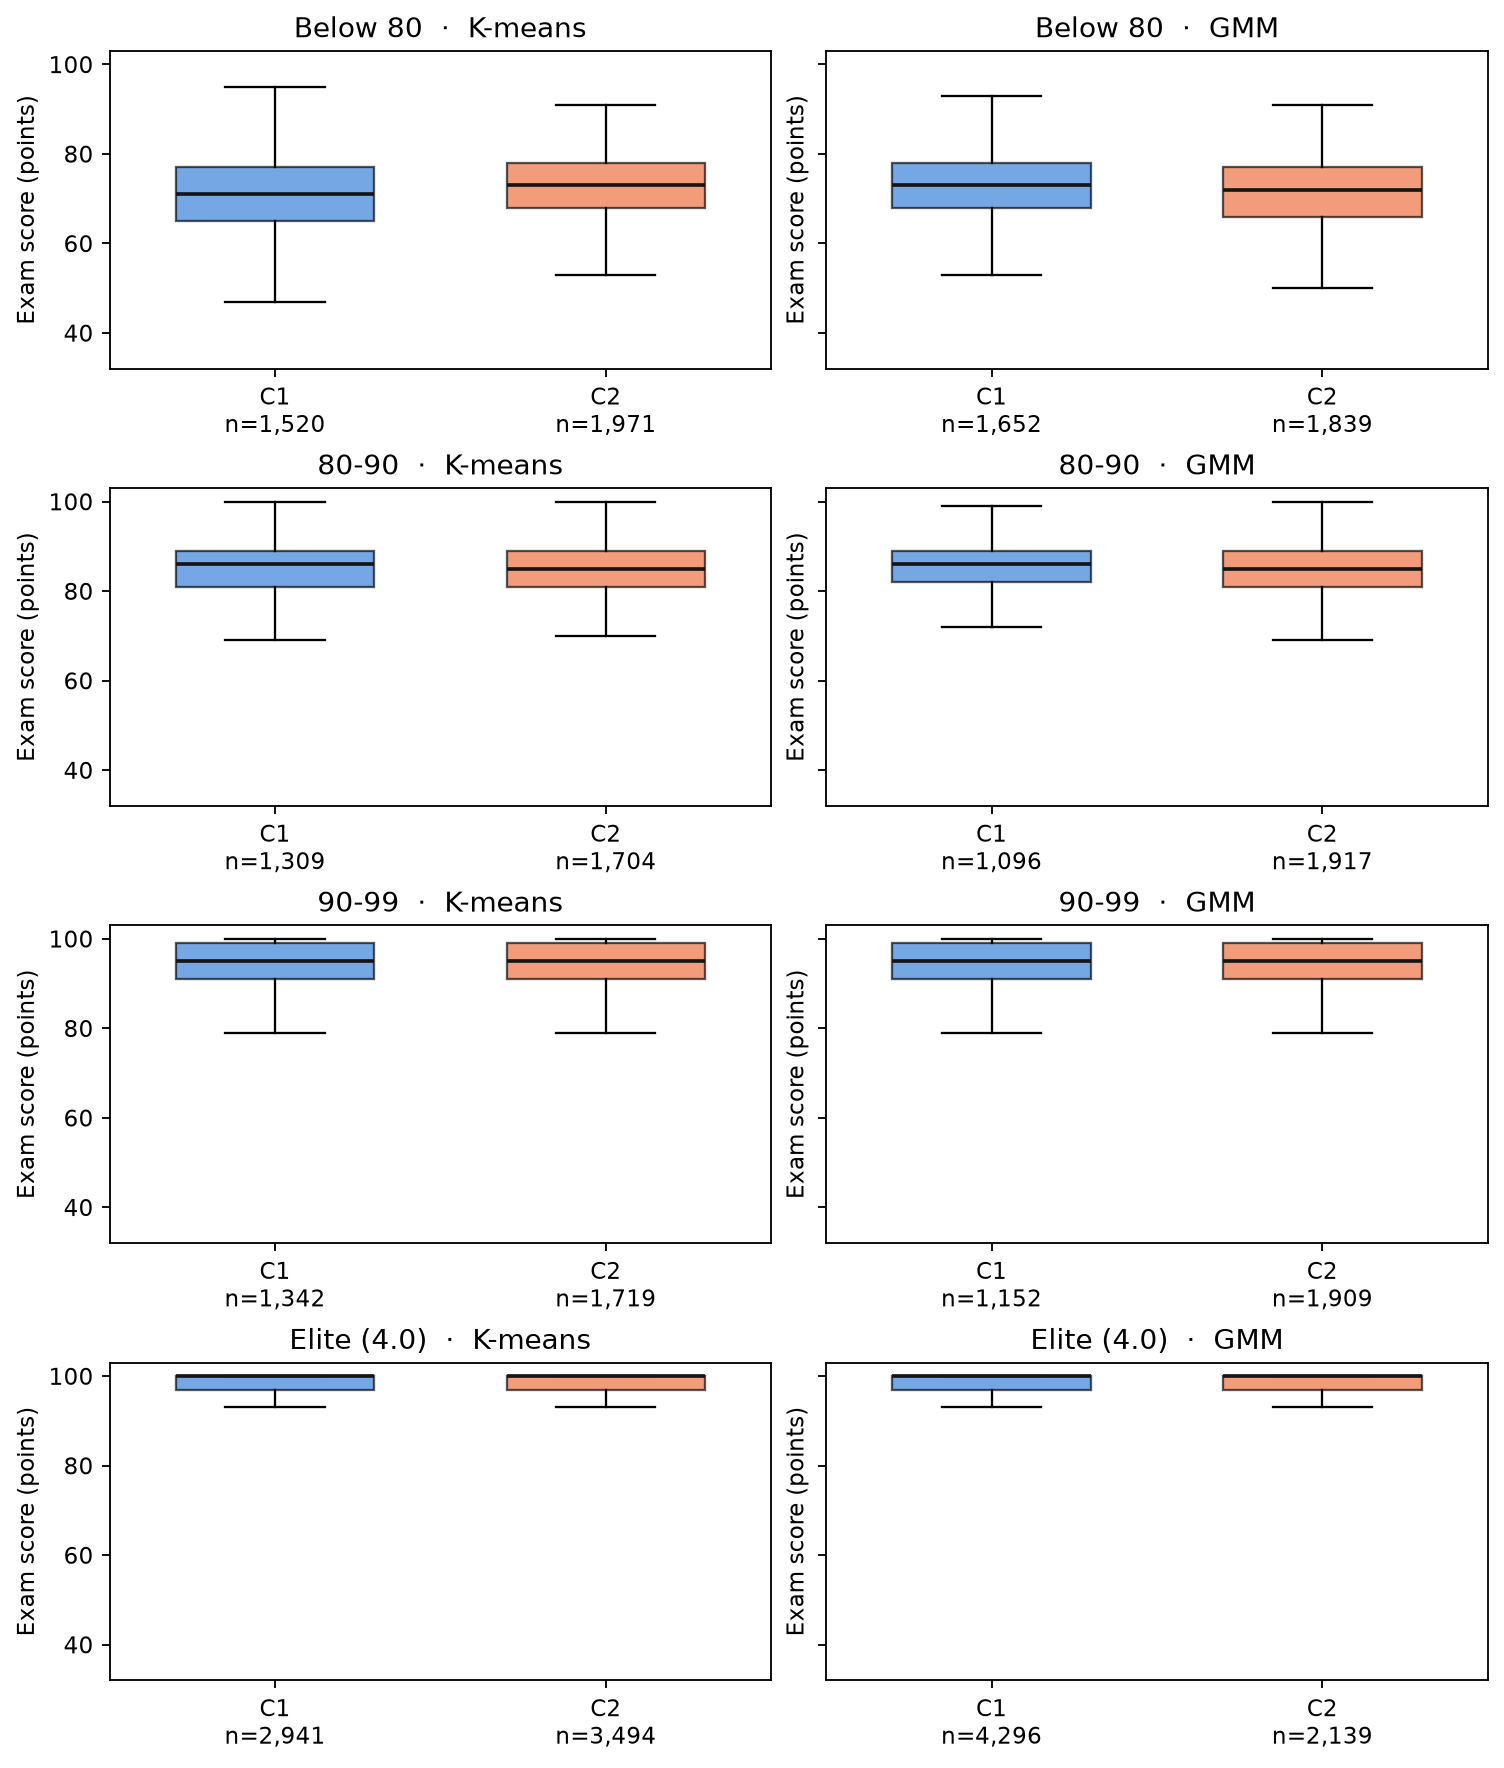 Below 80  ·  K-means
Below 80  ·  GMM
Exam score (points)
100
80
60
40
Exam score (points)
C1
n=1,520
C2
n=1,971
C1
n=1,652
C2
n=1,839
80-90  ·  K-means
80-90  ·  GMM
Exam score (points)
100
80
60
40
Exam score (points)
C1
n=1,309
C2
n=1,704
C1
n=1,096
C2
n=1,917
90-99  ·  K-means
90-99  ·  GMM
Exam score (points)
100
80
60
40
Exam score (points)
C1
n=1,342
C2
n=1,719
C1
n=1,152
C2
n=1,909
Elite (4.0)  ·  K-means
Elite (4.0)  ·  GMM
Exam score (points)
100
80
60
40
Exam score (points)
C1
n=2,941
C2
n=3,494
C1
n=4,296
C2
n=2,139